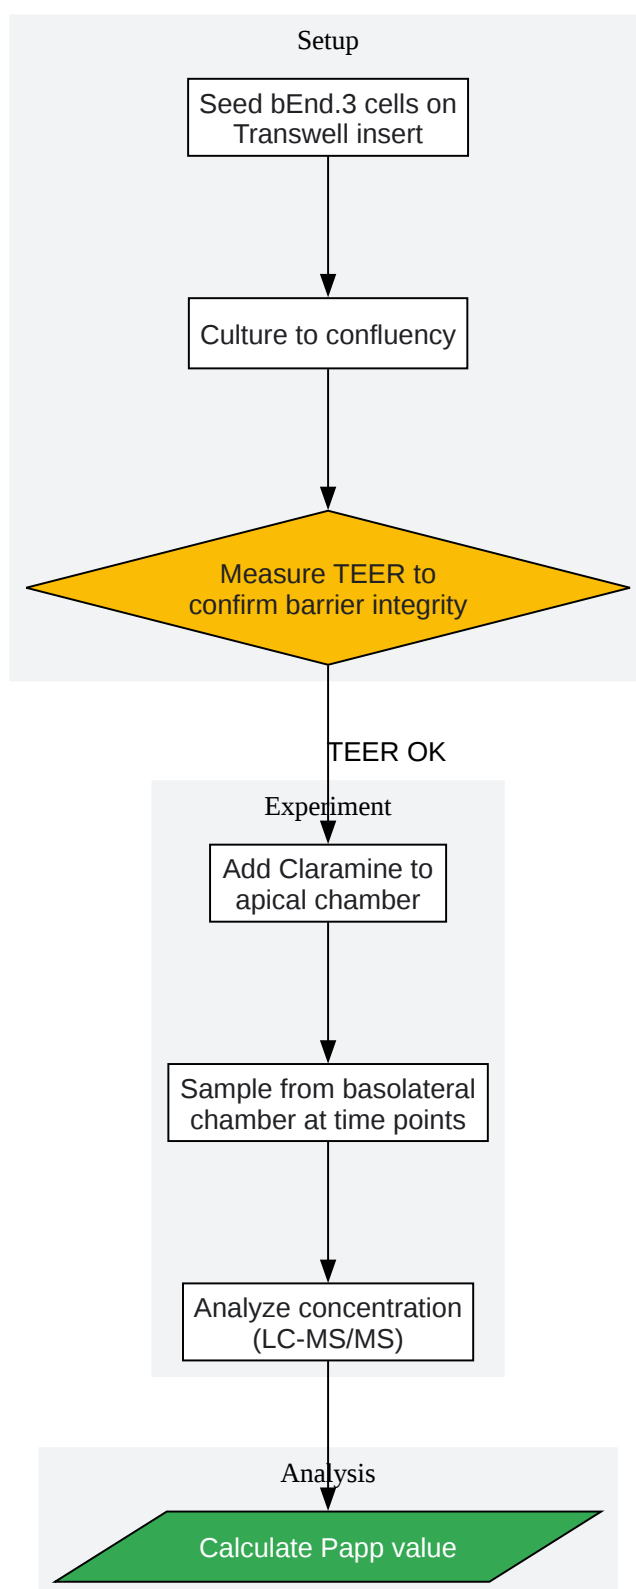 Setup
Seed bEnd.3 cells on
Transwell insert
Culture to confluency
Measure TEER to
confirm barrier integrity
TEER OK
Experiment
Add Claramine to
apical chamber
Sample from basolateral
chamber at time points
Analyze concentration
(LC-MS/MS)
Analysis
Calculate Papp value